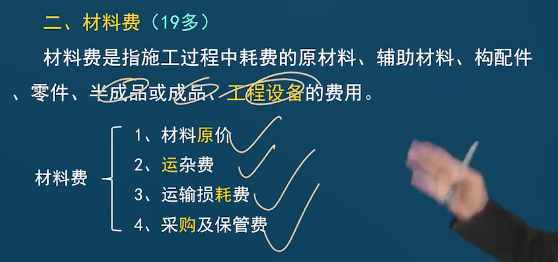 二、材料费（19多）
材料费是指施工过程中耗费的原材料、辅助材料、构配件
、零件、半成品或成品、工程设备的费用。
1、材料原价
2、运杂费
材料费
3、运输损耗费
4、采购及保管费